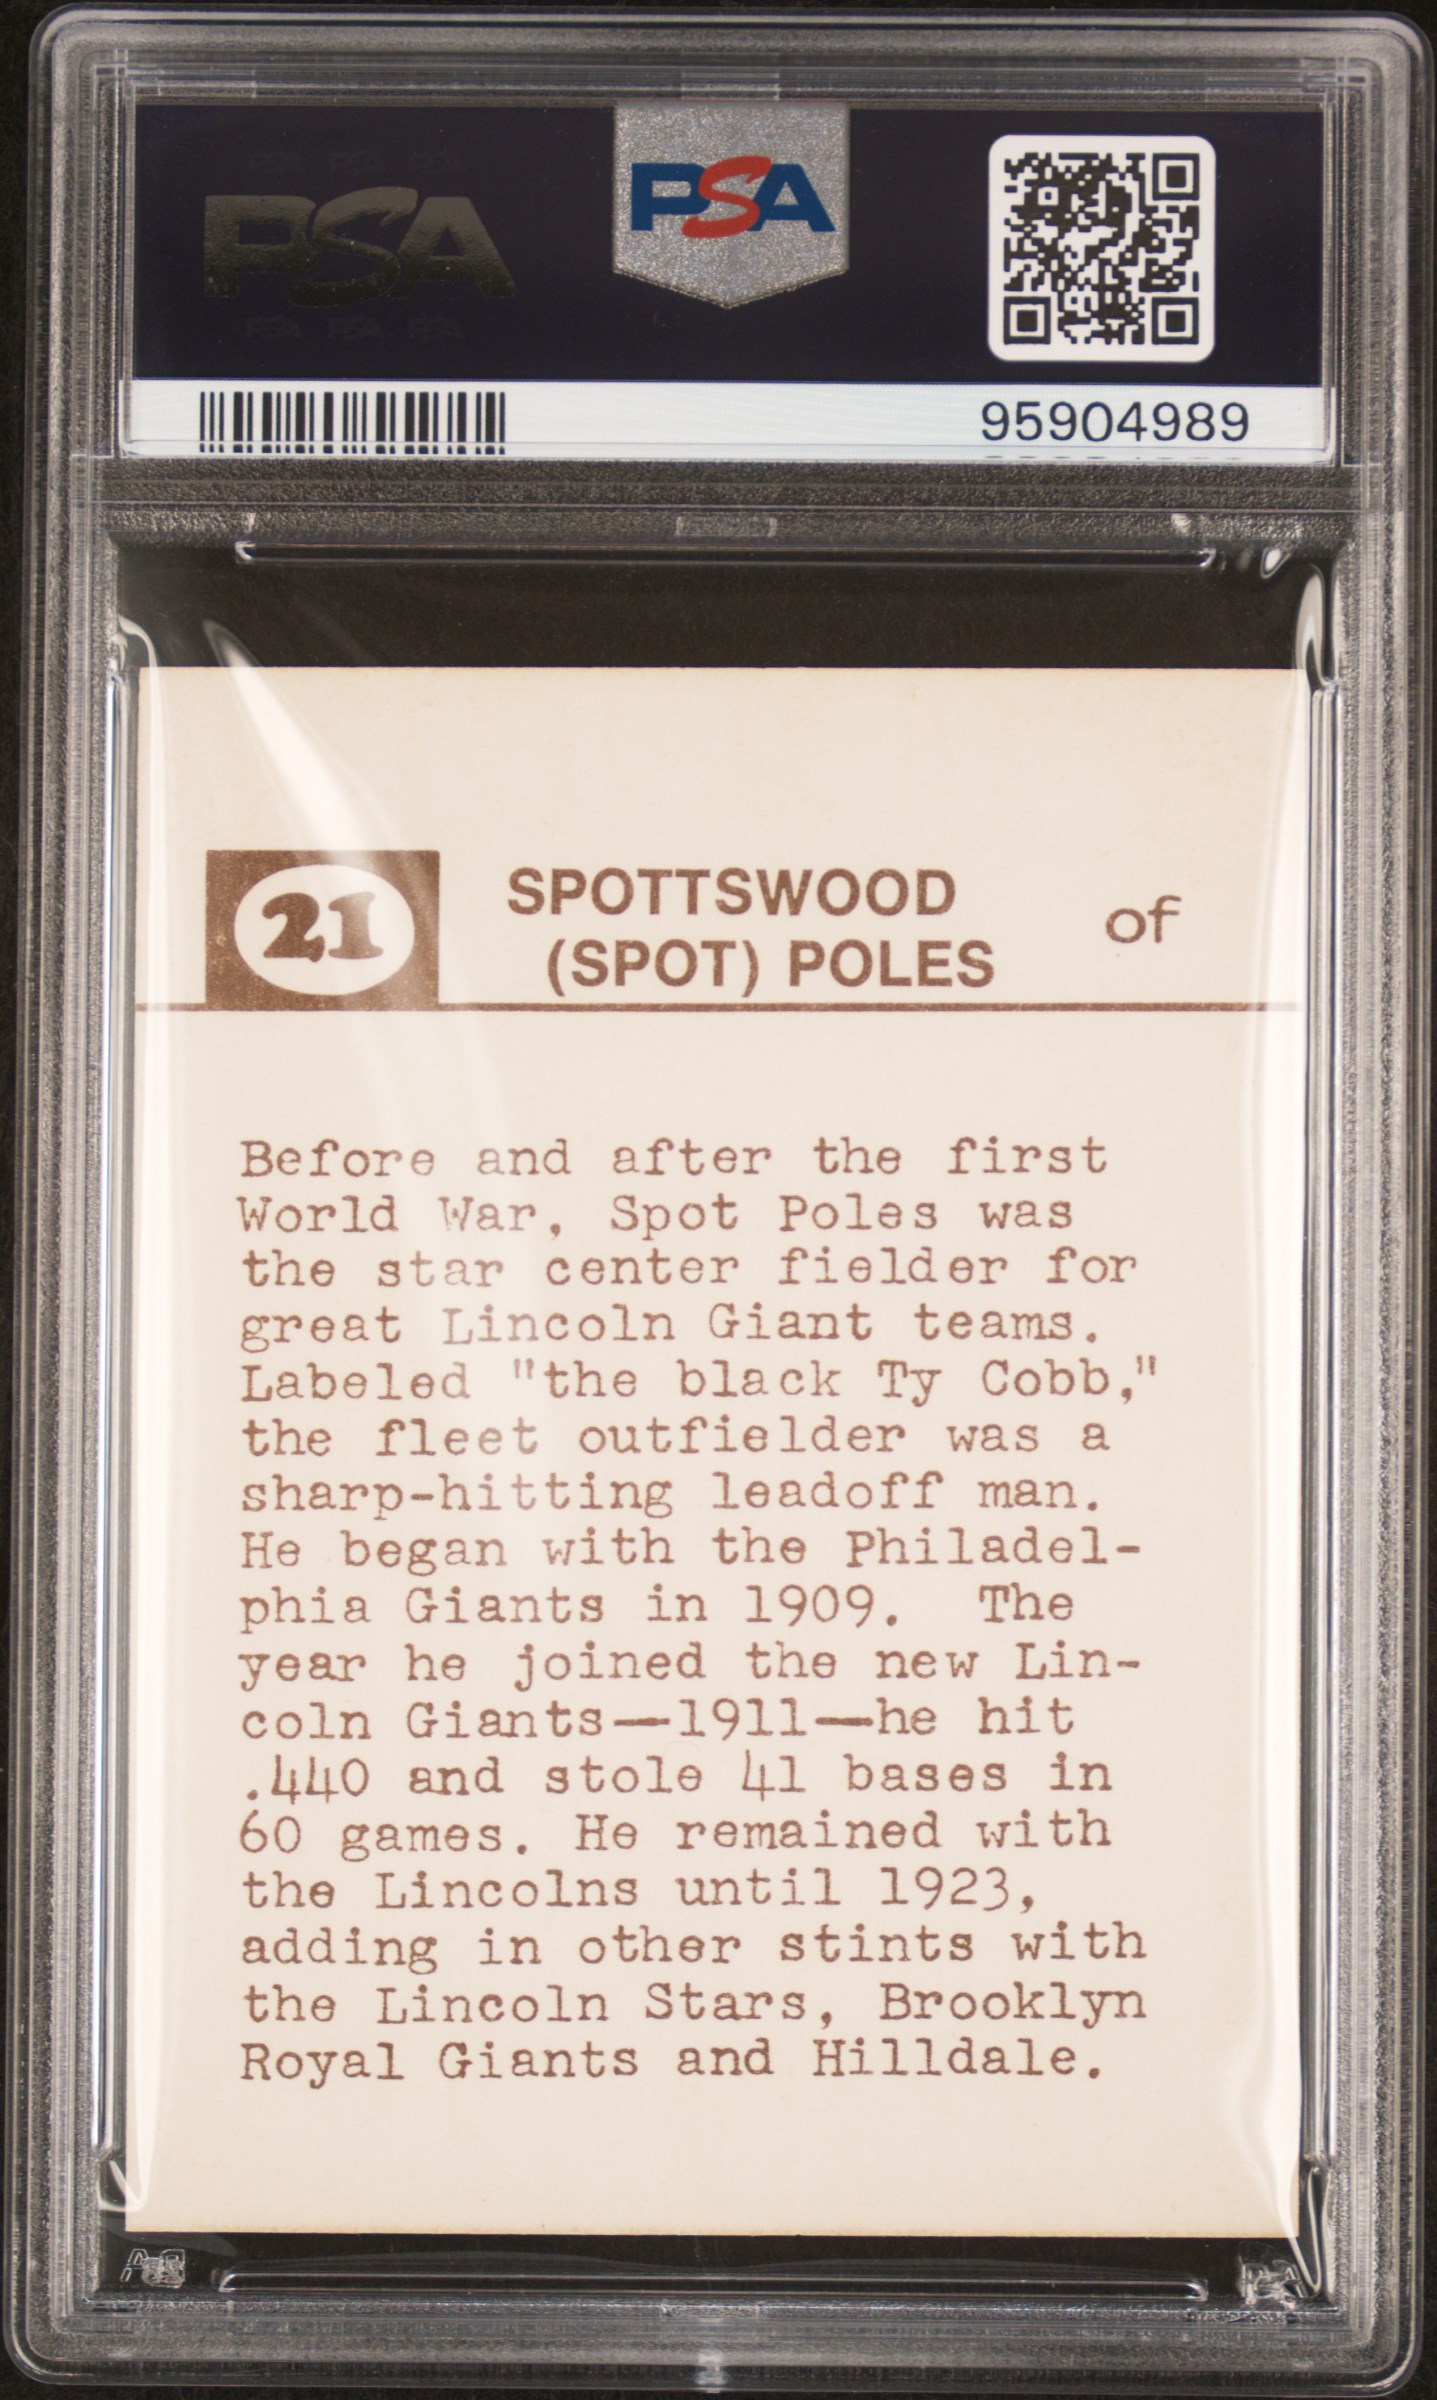 PSA
PSA
95904989
21
SPOTTSWOOD
(SPOT) POLES
of
Before and after the first
World War, Spot Poles was
the star center fielder for
great Lincoln Giant teams.
Labeled "the black Ty Cobb,"
the fleet outfielder was a
sharp-hitting leadoff man.
He began with the Philadel-
phia Giants in 1909. The
year he joined the new Lin-
coln Giants—1911—he hit
.440 and stole 41 bases in
60 games. He remained with
the Lincolns until 1923,
adding in other stints with
the Lincoln Stars, Brooklyn
Royal Giants and Hilldale.